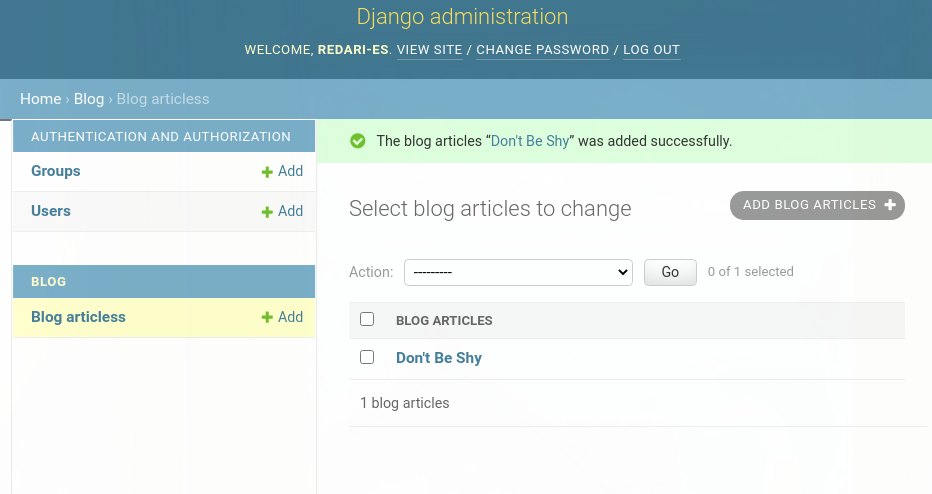 Django administration
WELCOME, REDARI-ES. VIEW SITE / CHANGE PASSWORD / LOG OUT
Home › Blog › Blog articless
AUTHENTICATION AND AUTHORIZATION
Groups
Add
Users
Add
BLOG
Blog articless
Add
The blog articles “Don't Be Shy” was added successfully.
Select blog articles to change
ADD BLOG ARTICLES
Action:
---------
Go
0 of 1 selected
BLOG ARTICLES
Don't Be Shy
1 blog articles